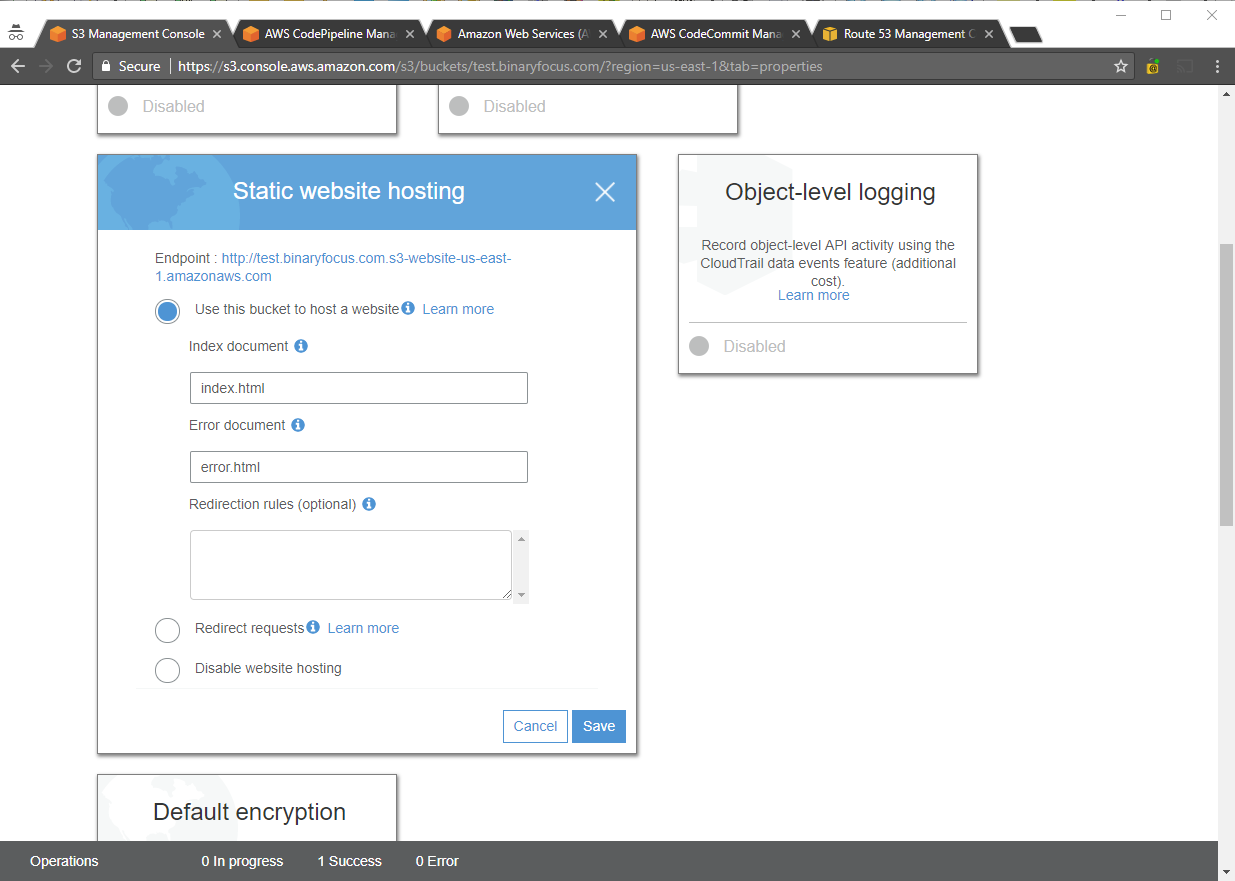 S3 Management Console
AWS CodePipeline Mana
Amazon Web Services (A
AWS CodeCommit Mana
Route 53 Management C
Secure
https://s3.console.aws.amazon.com/s3/buckets/test.binaryfocus.com/?region=us-east-1&tab=properties
Disabled
Disabled
Static website hosting
Endpoint : http://test.binaryfocus.com.s3-website-us-east-
1.amazonaws.com
Use this bucket to host a website Learn more
Index document
index.html
Error document
error.html
Redirection rules (optional)
Redirect requests Learn more
Disable website hosting
Cancel Save
Object-level logging
Record object-level API activity using the
CloudTrail data events feature (additional
cost).
Learn more
Disabled
Default encryption
Operations 0 In progress 1 Success 0 Error